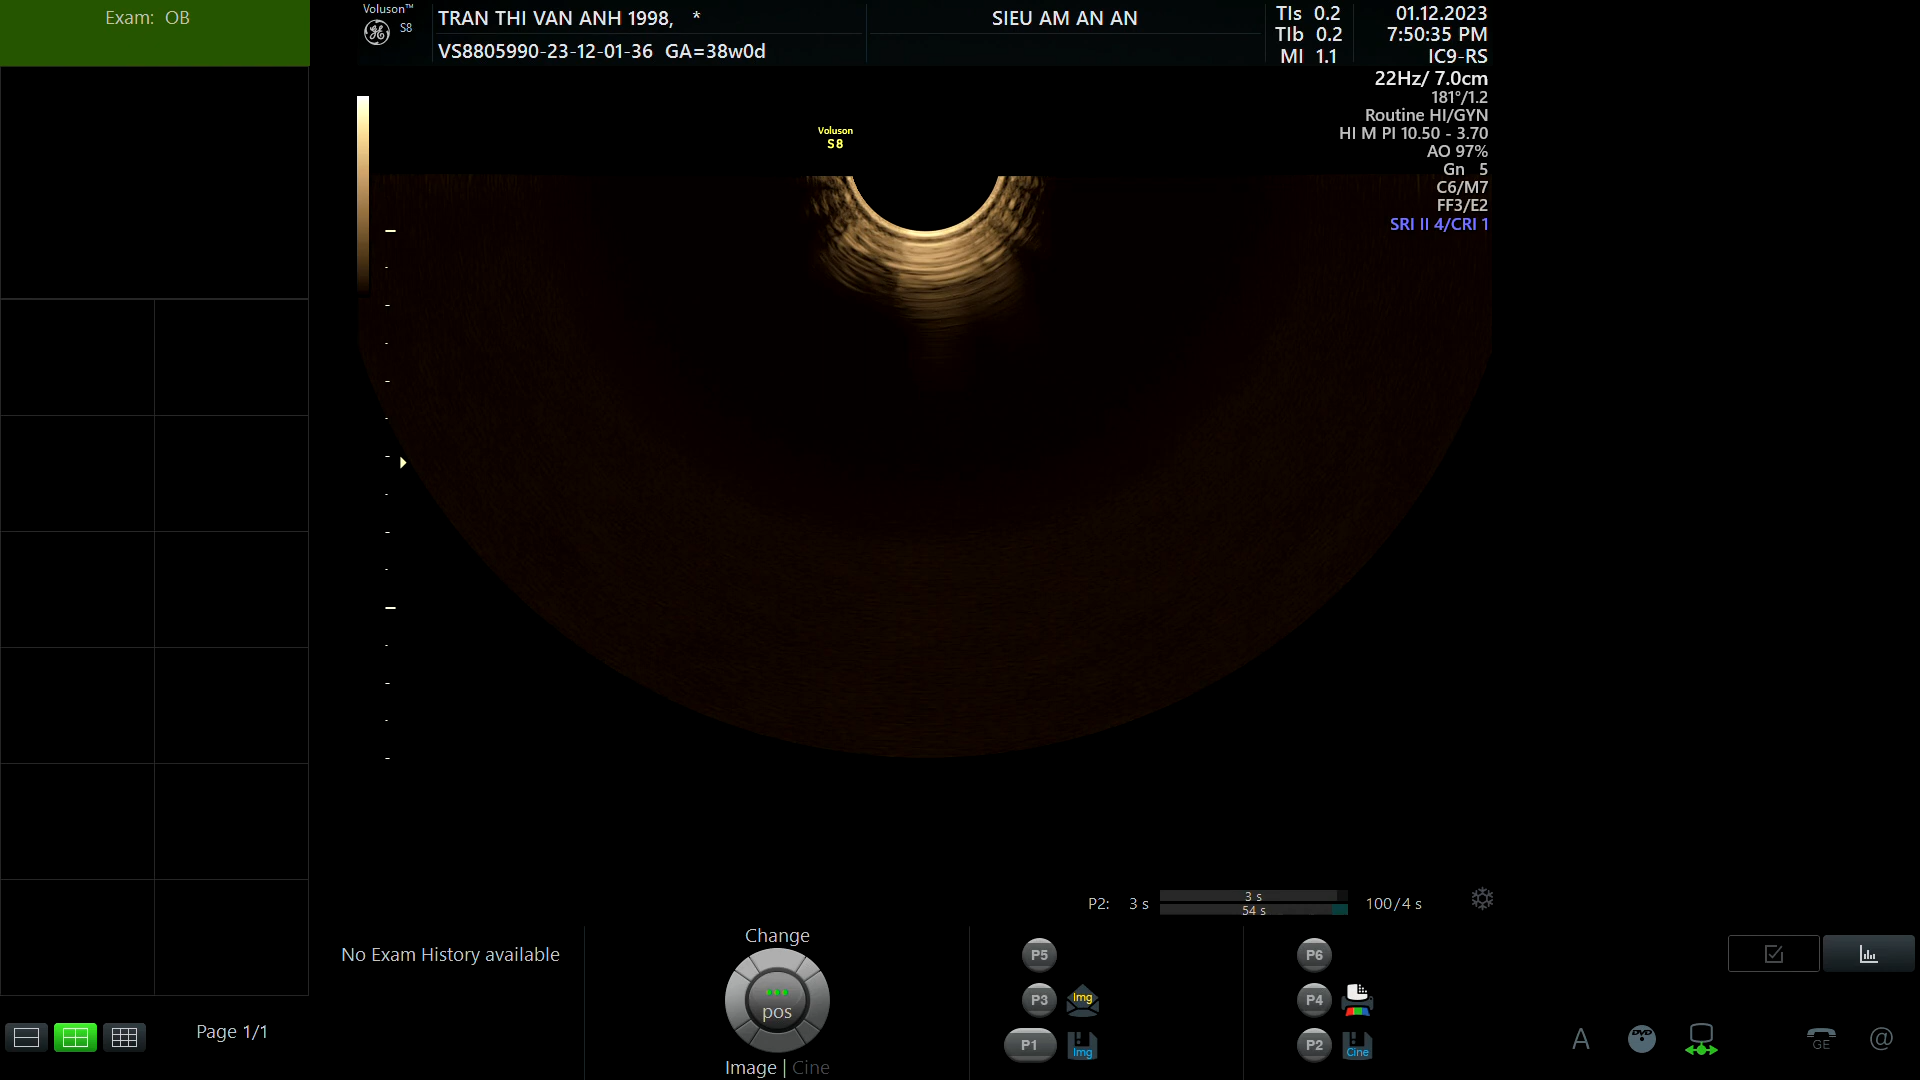 Exam: OB
Voluson™
S8
TRAN THI VAN ANH 1998, *
VS8805990-23-12-01-36 GA=38w0d
SIEU AM AN AN
TIs 0.2
TIb 0.2
MI 1.1
01.12.2023
7:50:35 PM
IC9-RS
22Hz/ 7.0cm
181°/1.2
Routine HI/GYN
HI M PI 10.50 - 3.70
AO 97%
Gn 5
C6/M7
FF3/E2
SRI II 4/CRI 1
Voluson
S8
P2: 3 s
3 s
54 s
100/4 s
No Exam History available
Change
pos
Image | Cine
P5
P3 Img
P1 Img
P6
P4
P2 Cine
Page 1/1
A
DVD
GE
@